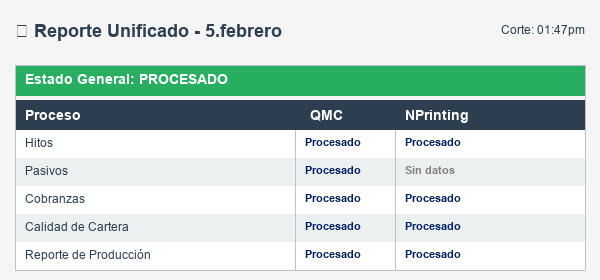 Reporte Unificado - 5.febrero
Corte: 01:47pm
Estado General: PROCESADO
Proceso QMC NPrinting
Hitos Procesado Procesado
Pasivos Procesado Sin datos
Cobranzas Procesado Procesado
Calidad de Cartera Procesado Procesado
Reporte de Producción Procesado Procesado